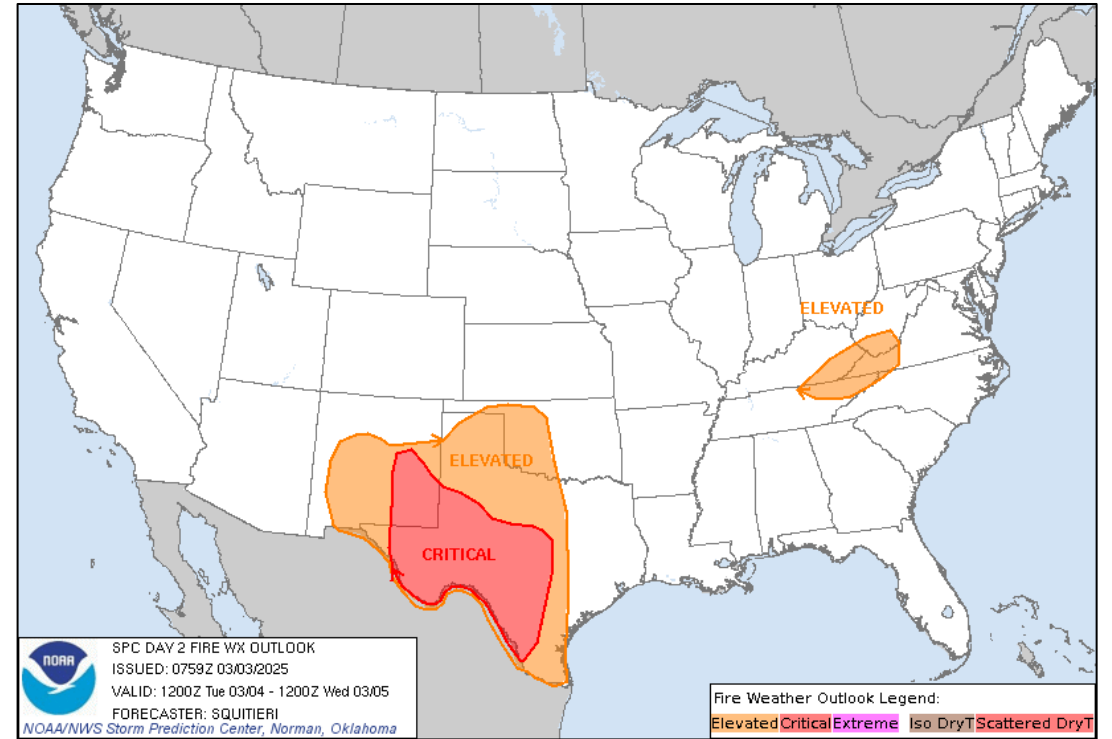 ELEVATED
ELEVATED
CRITICAL
NOAA
SPC DAY 2 FIRE WX OUTLOOK
ISSUED: 0759Z 03/03/2025
VALID: 1200Z Tue 03/04 - 1200Z Wed 03/05
FORECASTER: SQUITIERI
NOAA/NWS Storm Prediction Center, Norman, Oklahoma
Fire Weather Outlook Legend:
Elevated Critical Extreme Iso DryT Scattered DryT